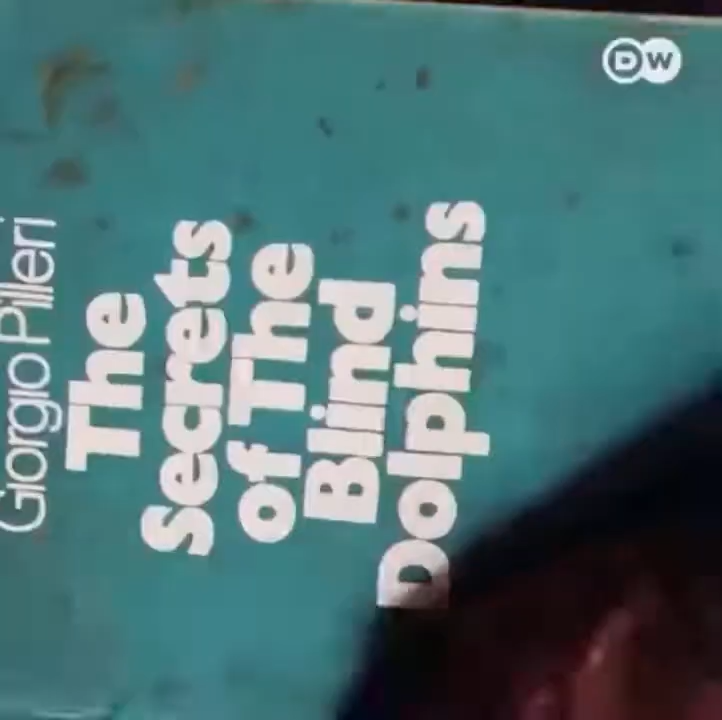 Giorgio Pilleri
The
Secrets
of The
Blind
Dolphins
DW